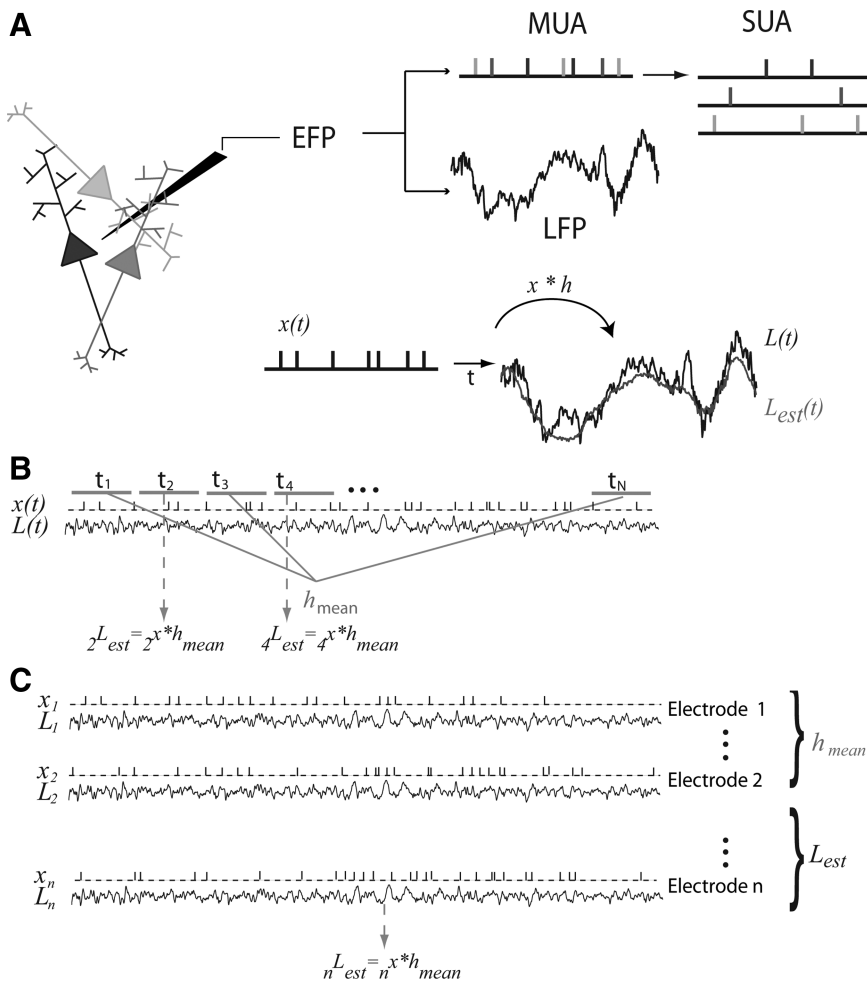 A
MUA
SUA
EFP
LFP
x * h
x(t)
t
L(t)
Lest(t)
B
t1 t2 t3 t4 ••• tN
x(t)
L(t)
hmean
2Lest=2x*hmean 4Lest=4x*hmean
C
x1
L1
Electrode 1
hmean
x2
L2
Electrode 2
Lest
xn
Ln
Electrode n
nLest=nx*hmean